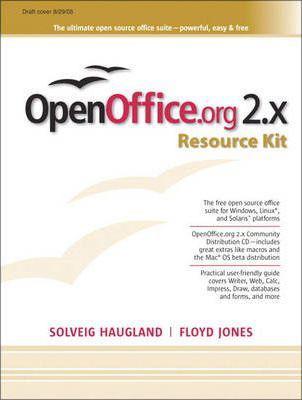 Draft cover 8/29/05
The ultimate open source office suite—powerful, easy & free
OpenOffice.org 2.x
Resource Kit
The free open source office
suite for Windows, Linux®,
and Solaris™ platforms
OpenOffice.org 2.x Community
Distribution CD—includes
great extras like macros and
the Mac® OS beta distribution
Practical user-friendly guide
covers Writer, Web, Calc,
Impress, Draw, databases
and forms, and more
SOLVEIG HAUGLAND | FLOYD JONES